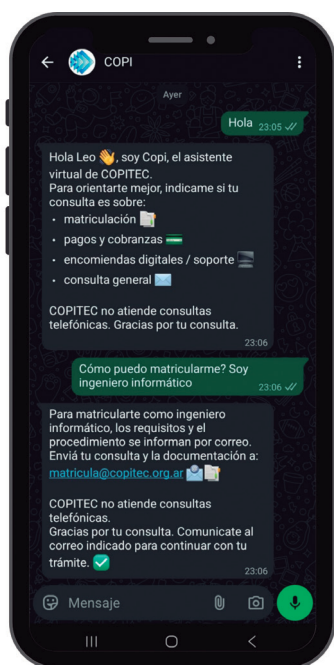 COPI
Ayer
Hola 23:05
Hola Leo 👋, soy Copi, el asistente
virtual de COPITEC.
Para orientarte mejor, indicame si tu
consulta es sobre:
• matriculación 📑
• pagos y cobranzas 💳
• encomiendas digitales / soporte 💻
• consulta general ✉️
COPITEC no atiende consultas
telefónicas. Gracias por tu consulta.
23:06
Cómo puedo matricularme? Soy
ingeniero informático 23:06
Para matricularte como ingeniero
informático, los requisitos y el
procedimiento se informan por correo.
Enviá tu consulta y la documentación a:
matricula@copitec.org.ar 📩📑
COPITEC no atiende consultas
telefónicas.
Gracias por tu consulta. Comunicate al
correo indicado para continuar con tu
trámite. ✅
23:06
Mensaje